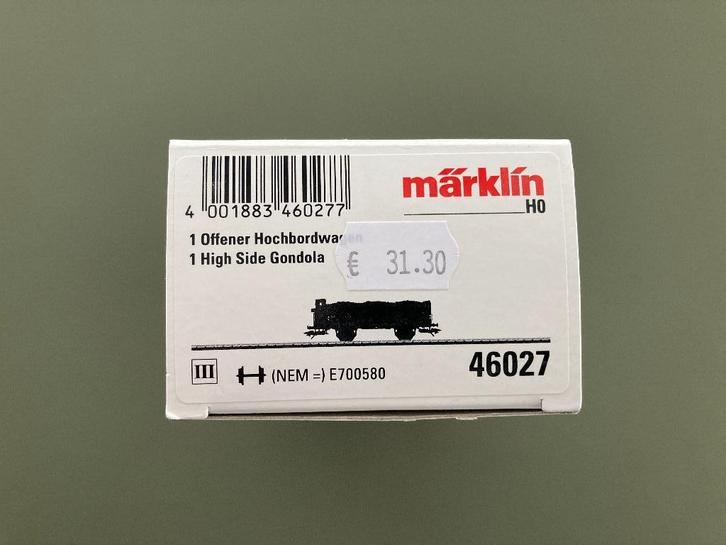 märklin
H0
4 001883 460277
1 Offener Hochbordwagen
1 High Side Gondola
€ 31.30
III (NEM =) E700580
46027